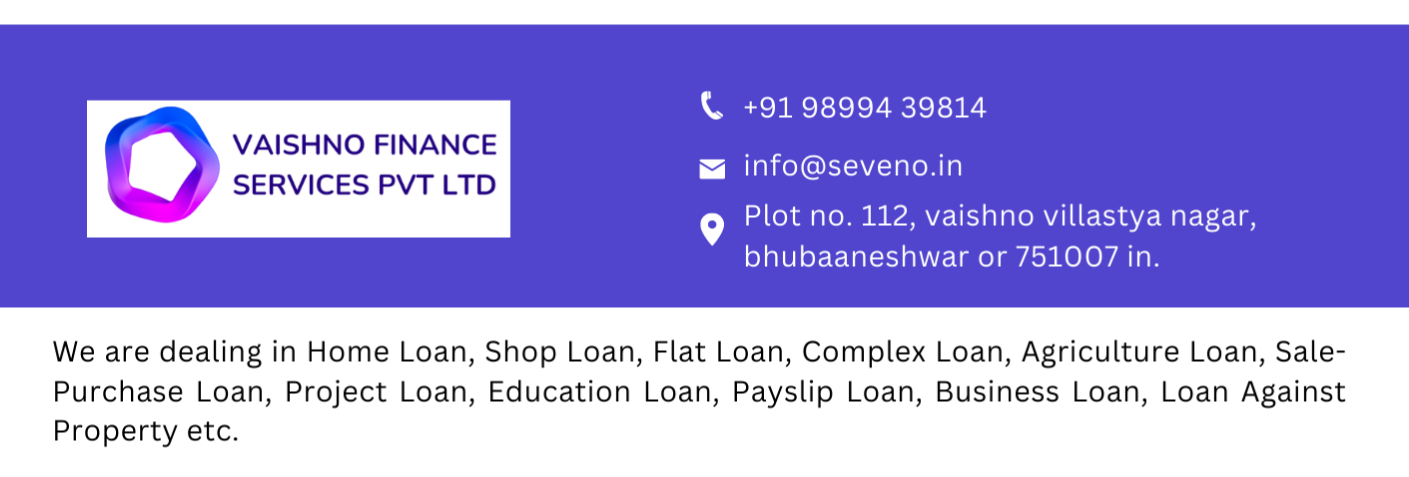 VAISHNO FINANCE
SERVICES PVT LTD
+91 98994 39814
info@seveno.in
Plot no. 112, vaishno villastya nagar,
bhubaaneshwar or 751007 in.
We are dealing in Home Loan, Shop Loan, Flat Loan, Complex Loan, Agriculture Loan, Sale-
Purchase Loan, Project Loan, Education Loan, Payslip Loan, Business Loan, Loan Against
Property etc.